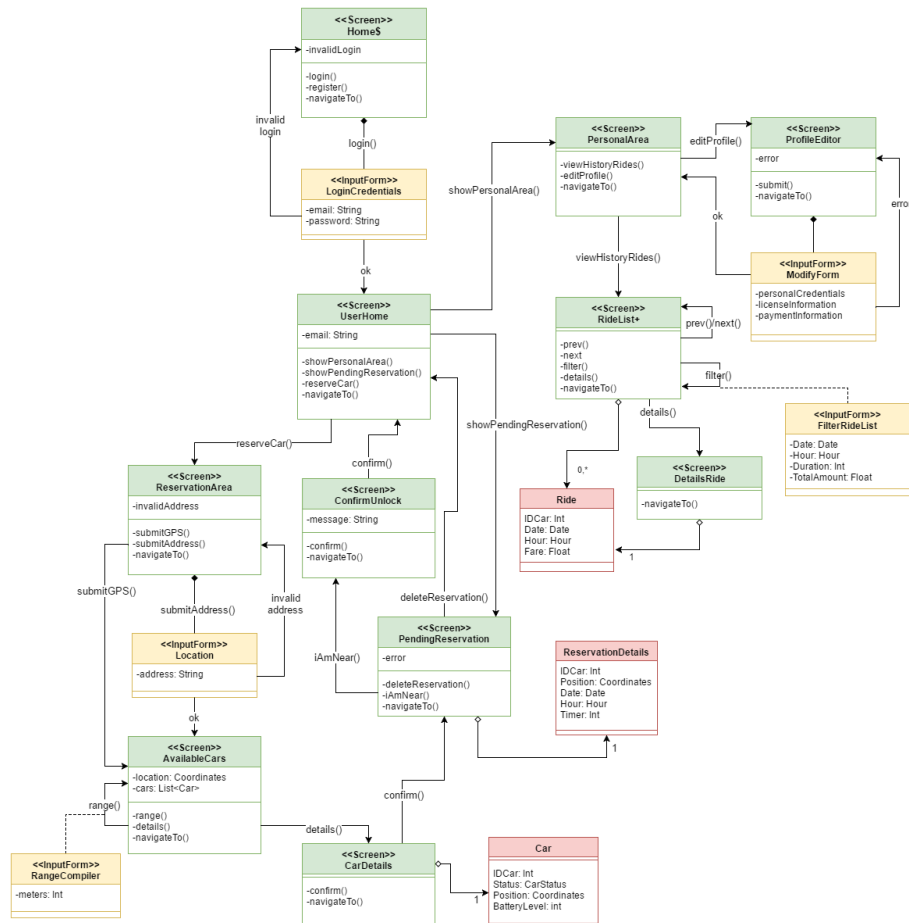 <<Screen>>
Home$
-invalidLogin
-login()
-register()
-navigateTo()
invalid
login
login()
<<InputForm>>
LoginCredentials
-email: String
-password: String
ok
<<Screen>>
PersonalArea
-viewHistoryRides()
-editProfile()
-navigateTo()
editProfile()
<<Screen>>
ProfileEditor
-error
-submit()
-navigateTo()
showPersonalArea()
ok
error
viewHistoryRides()
<<InputForm>>
ModifyForm
-personalCredentials
-licenseInformation
-paymentInformation
<<Screen>>
UserHome
-email: String
-showPersonalArea()
-showPendingReservation()
-reserveCar()
-navigateTo()
<<Screen>>
RideList+
-prev()
-next
-filter()
-details()
-navigateTo()
prev()/next()
filter()
details()
<<InputForm>>
FilterRideList
-Date: Date
-Hour: Hour
-Duration: Int
-TotalAmount: Float
reserveCar()
showPendingReservation()
confirm()
0,*
<<Screen>>
DetailsRide
-navigateTo()
<<Screen>>
ReservationArea
-invalidAddress
-submitGPS()
-submitAddress()
-navigateTo()
<<Screen>>
ConfirmUnlock
-message: String
-confirm()
-navigateTo()
Ride
IDCar: Int
Date: Date
Hour: Hour
Fare: Float
1
submitGPS()
submitAddress()
invalid
address
deleteReservation()
<<InputForm>>
Location
-address: String
ok
iAmNear()
<<Screen>>
PendingReservation
-error
-deleteReservation()
-iAmNear()
-navigateTo()
ReservationDetails
IDCar: Int
Position: Coordinates
Date: Date
Hour: Hour
Timer: Int
1
<<Screen>>
AvailableCars
-location: Coordinates
-cars: List<Car>
-range()
-details()
-navigateTo()
range()
details()
confirm()
<<InputForm>>
RangeCompiler
-meters: Int
<<Screen>>
CarDetails
-confirm()
-navigateTo()
1
Car
IDCar: Int
Status: CarStatus
Position: Coordinates
BatteryLevel: int